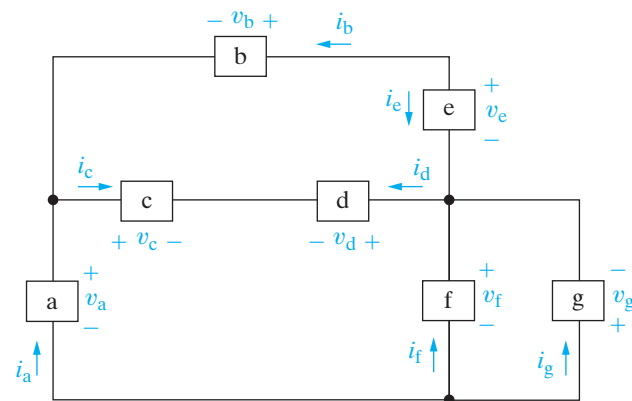 − v_b + i_b
b
i_e e + v_e −
i_c i_d
c d
+ v_c − − v_d +
a + v_a − f + v_f − g − v_g +
i_a i_f i_g